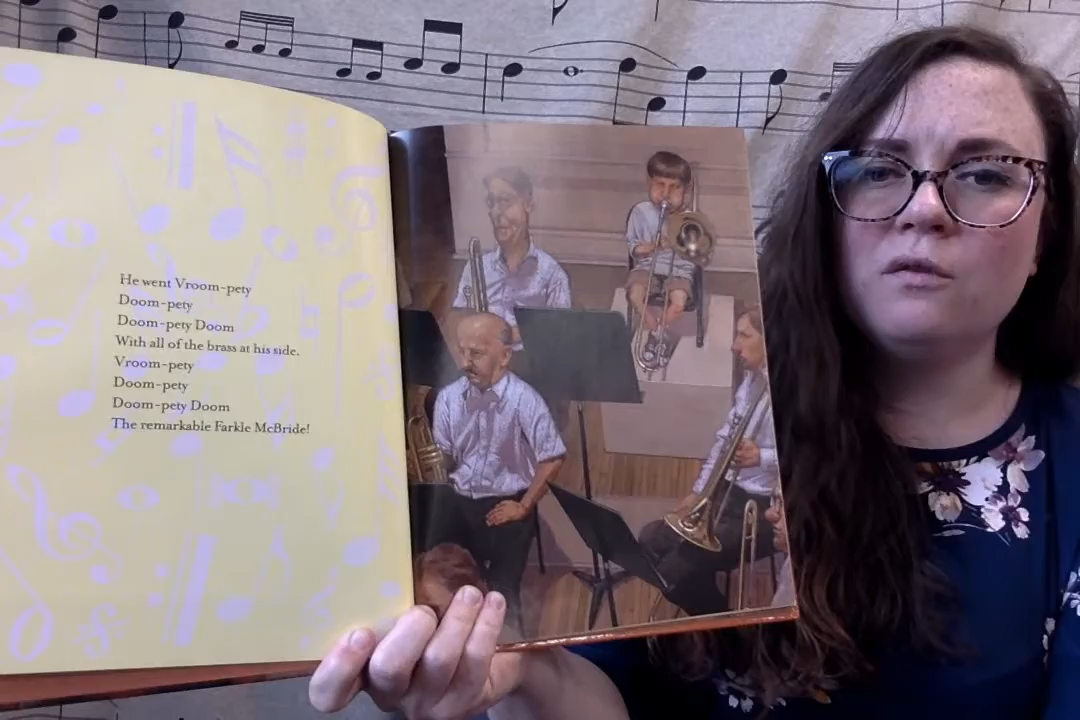 He went Vroom-pety
Doom-pety
Doom-pety Doom
With all of the brass at his side.
Vroom-pety
Doom-pety
Doom-pety Doom
The remarkable Farkle McBride!